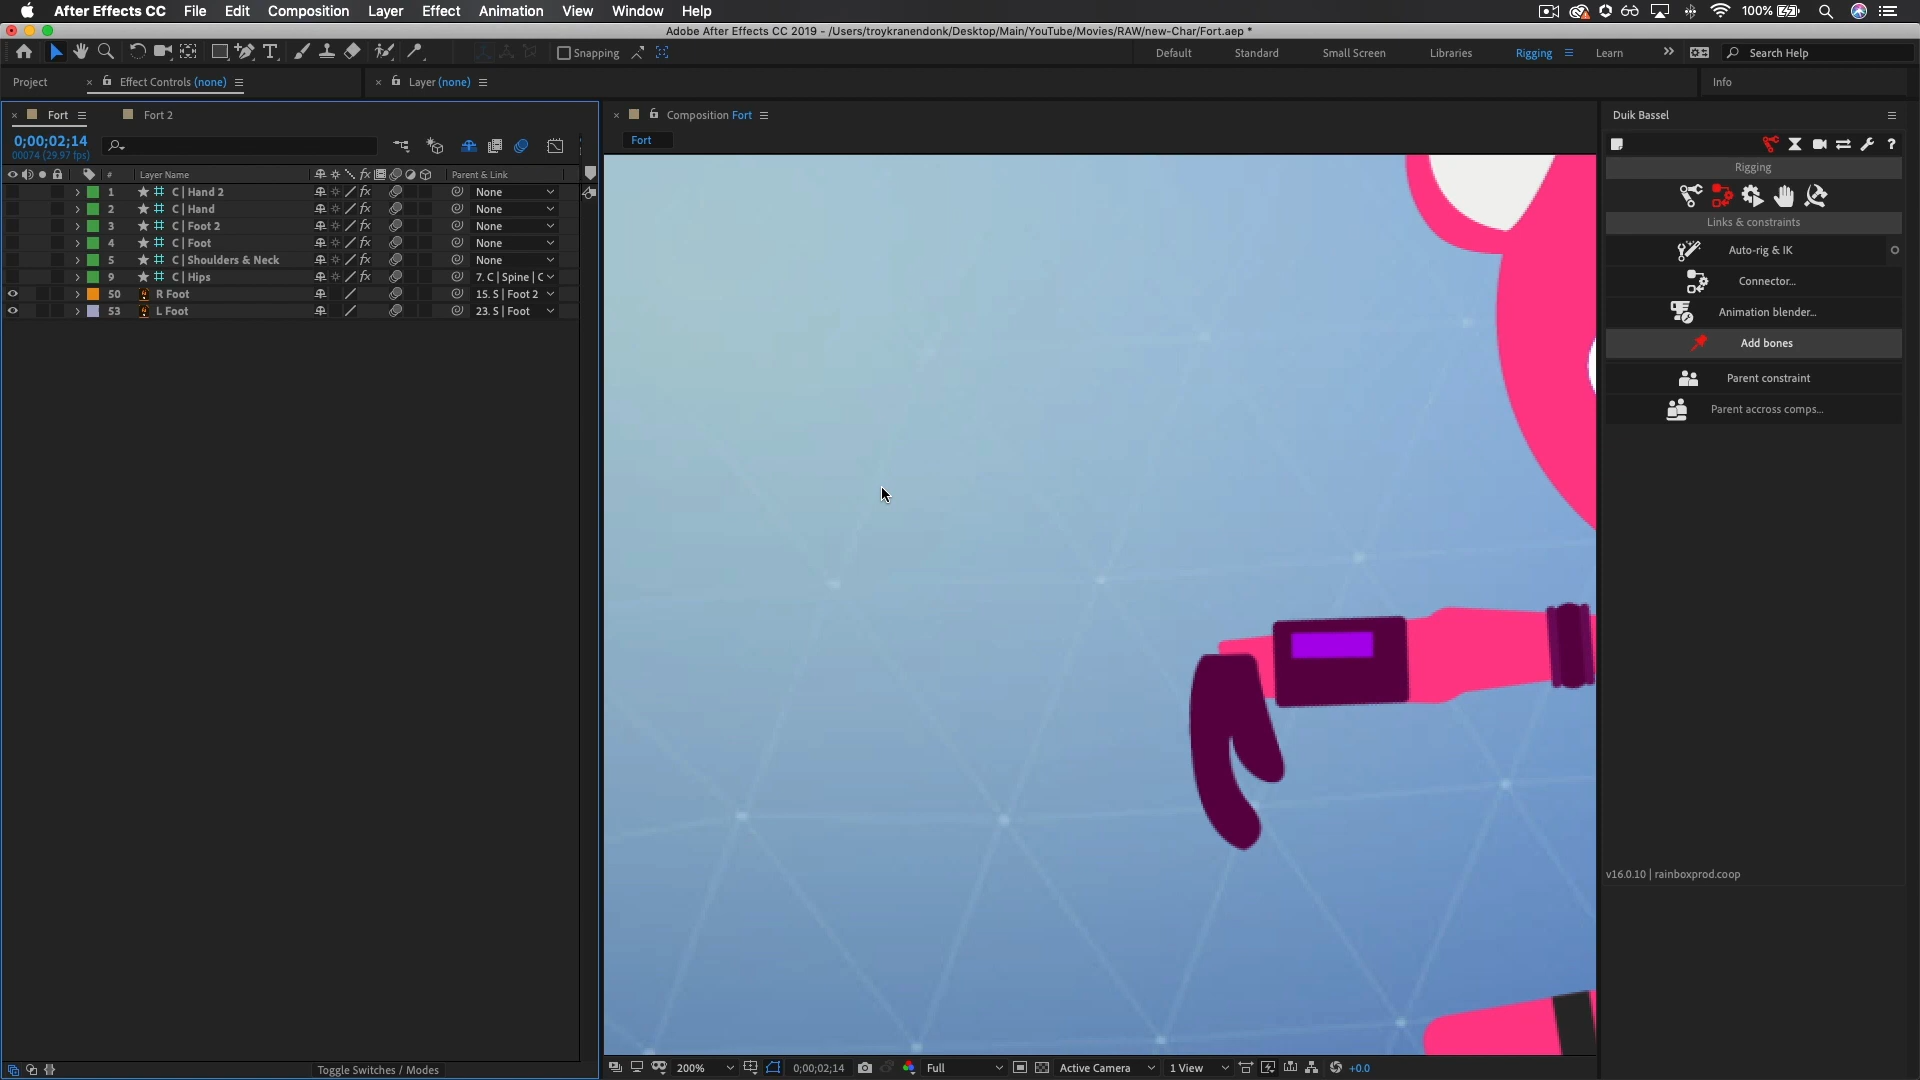 After Effects CC File Edit Composition Layer Effect Animation View Window Help 100%
Adobe After Effects CC 2019 - /Users/troykranendonk/Desktop/Main/YouTube/Movies/RAW/new-Char/Fort.aep *
Snapping Default Standard Small Screen Libraries Rigging Learn Search Help
Project Effect Controls (none) Layer (none) Info
Fort Fort 2 Composition Fort Duik Bassel
0;00;02;14
00074 (29.97 fps)
Fort
Rigging
# Layer Name fx Parent & Link
1 C | Hand 2 fx None
2 C | Hand fx None
3 C | Foot 2 fx None
4 C | Foot fx None
5 C | Shoulders & Neck fx None
9 C | Hips fx 7. C | Spine | C
50 R Foot 15. S | Foot 2
53 L Foot 23. S | Foot
Links & constraints
Auto-rig & IK
Connector...
Animation blender...
Add bones
Parent constraint
Parent accross comps...
v16.0.10 | rainboxprod.coop
Toggle Switches / Modes
200% 0;00;02;14 Full Active Camera 1 View +0.0